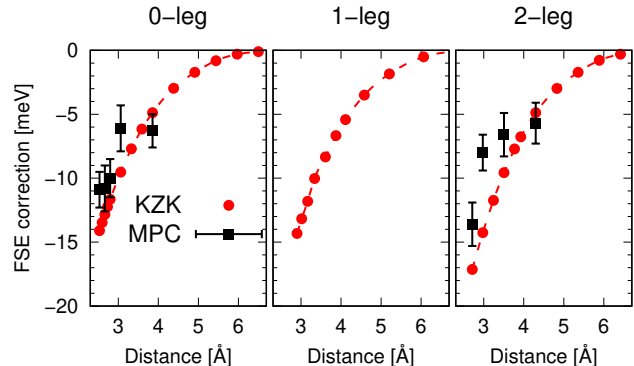 0-leg 1-leg 2-leg
FSE correction [meV]
0
−5
−10
−15
−20
KZK
MPC
3 4 5 6
3 4 5 6
3 4 5 6
Distance [Å] Distance [Å] Distance [Å]